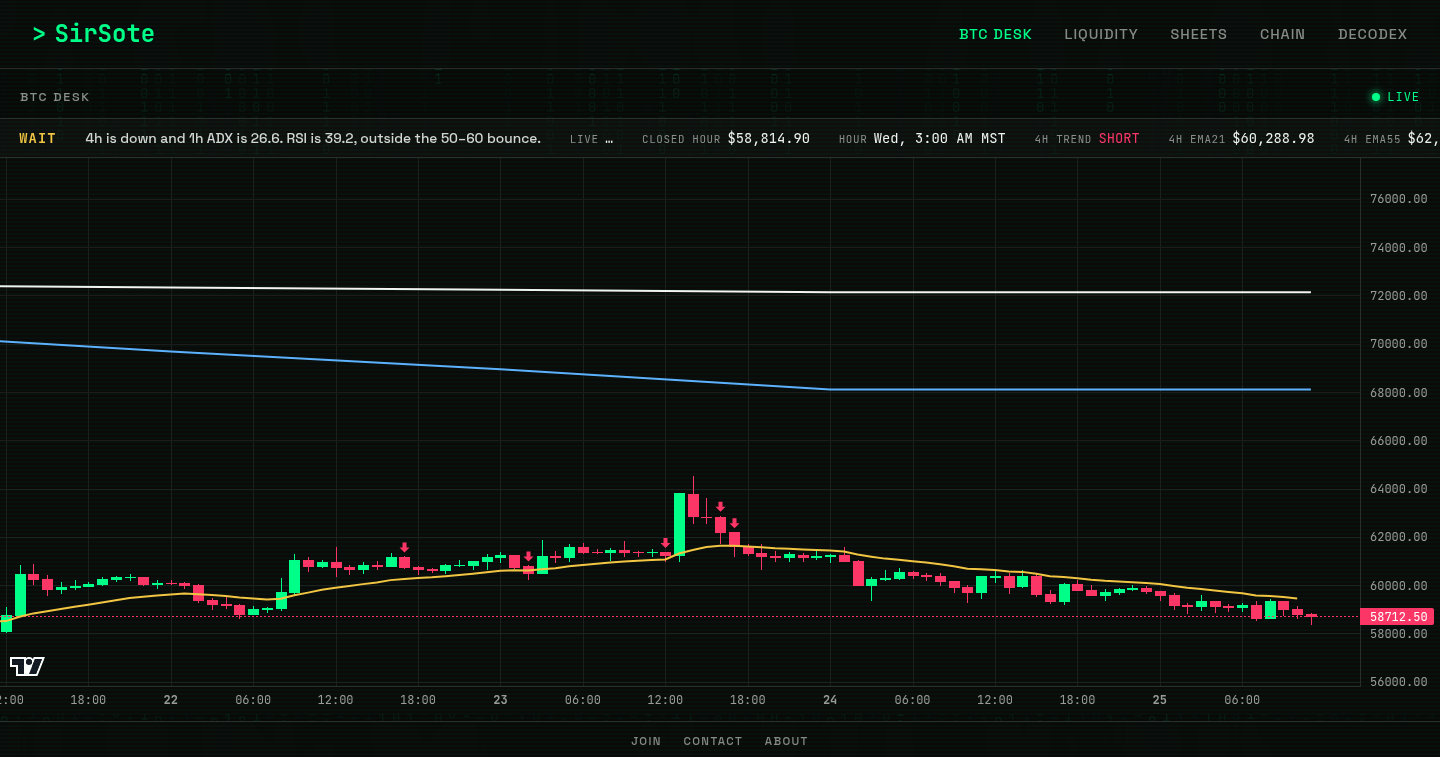 > SirSote
BTC DESK LIQUIDITY SHEETS CHAIN DECODEX
BTC DESK
LIVE
WAIT 4h is down and 1h ADX is 26.6. RSI is 39.2, outside the 50–60 bounce. LIVE … CLOSED HOUR $58,814.90 HOUR Wed, 3:00 AM MST 4H TREND SHORT 4H EMA21 $60,288.98 4H EMA55 $62,
76000.00
74000.00
72000.00
70000.00
68000.00
66000.00
64000.00
62000.00
60000.00
58712.50
58000.00
56000.00
2:00 18:00 22 06:00 12:00 18:00 23 06:00 12:00 18:00 24 06:00 12:00 18:00 25 06:00
JOIN CONTACT ABOUT